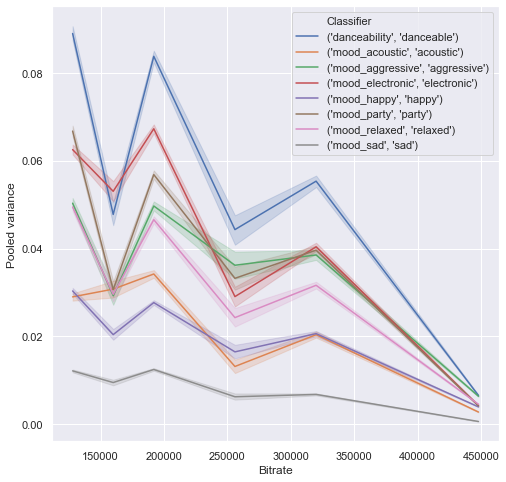 Classifier
('danceability', 'danceable')
('mood_acoustic', 'acoustic')
('mood_aggressive', 'aggressive')
('mood_electronic', 'electronic')
('mood_happy', 'happy')
('mood_party', 'party')
('mood_relaxed', 'relaxed')
('mood_sad', 'sad')
Pooled variance
0.08
0.06
0.04
0.02
0.00
150000 200000 250000 300000 350000 400000 450000
Bitrate